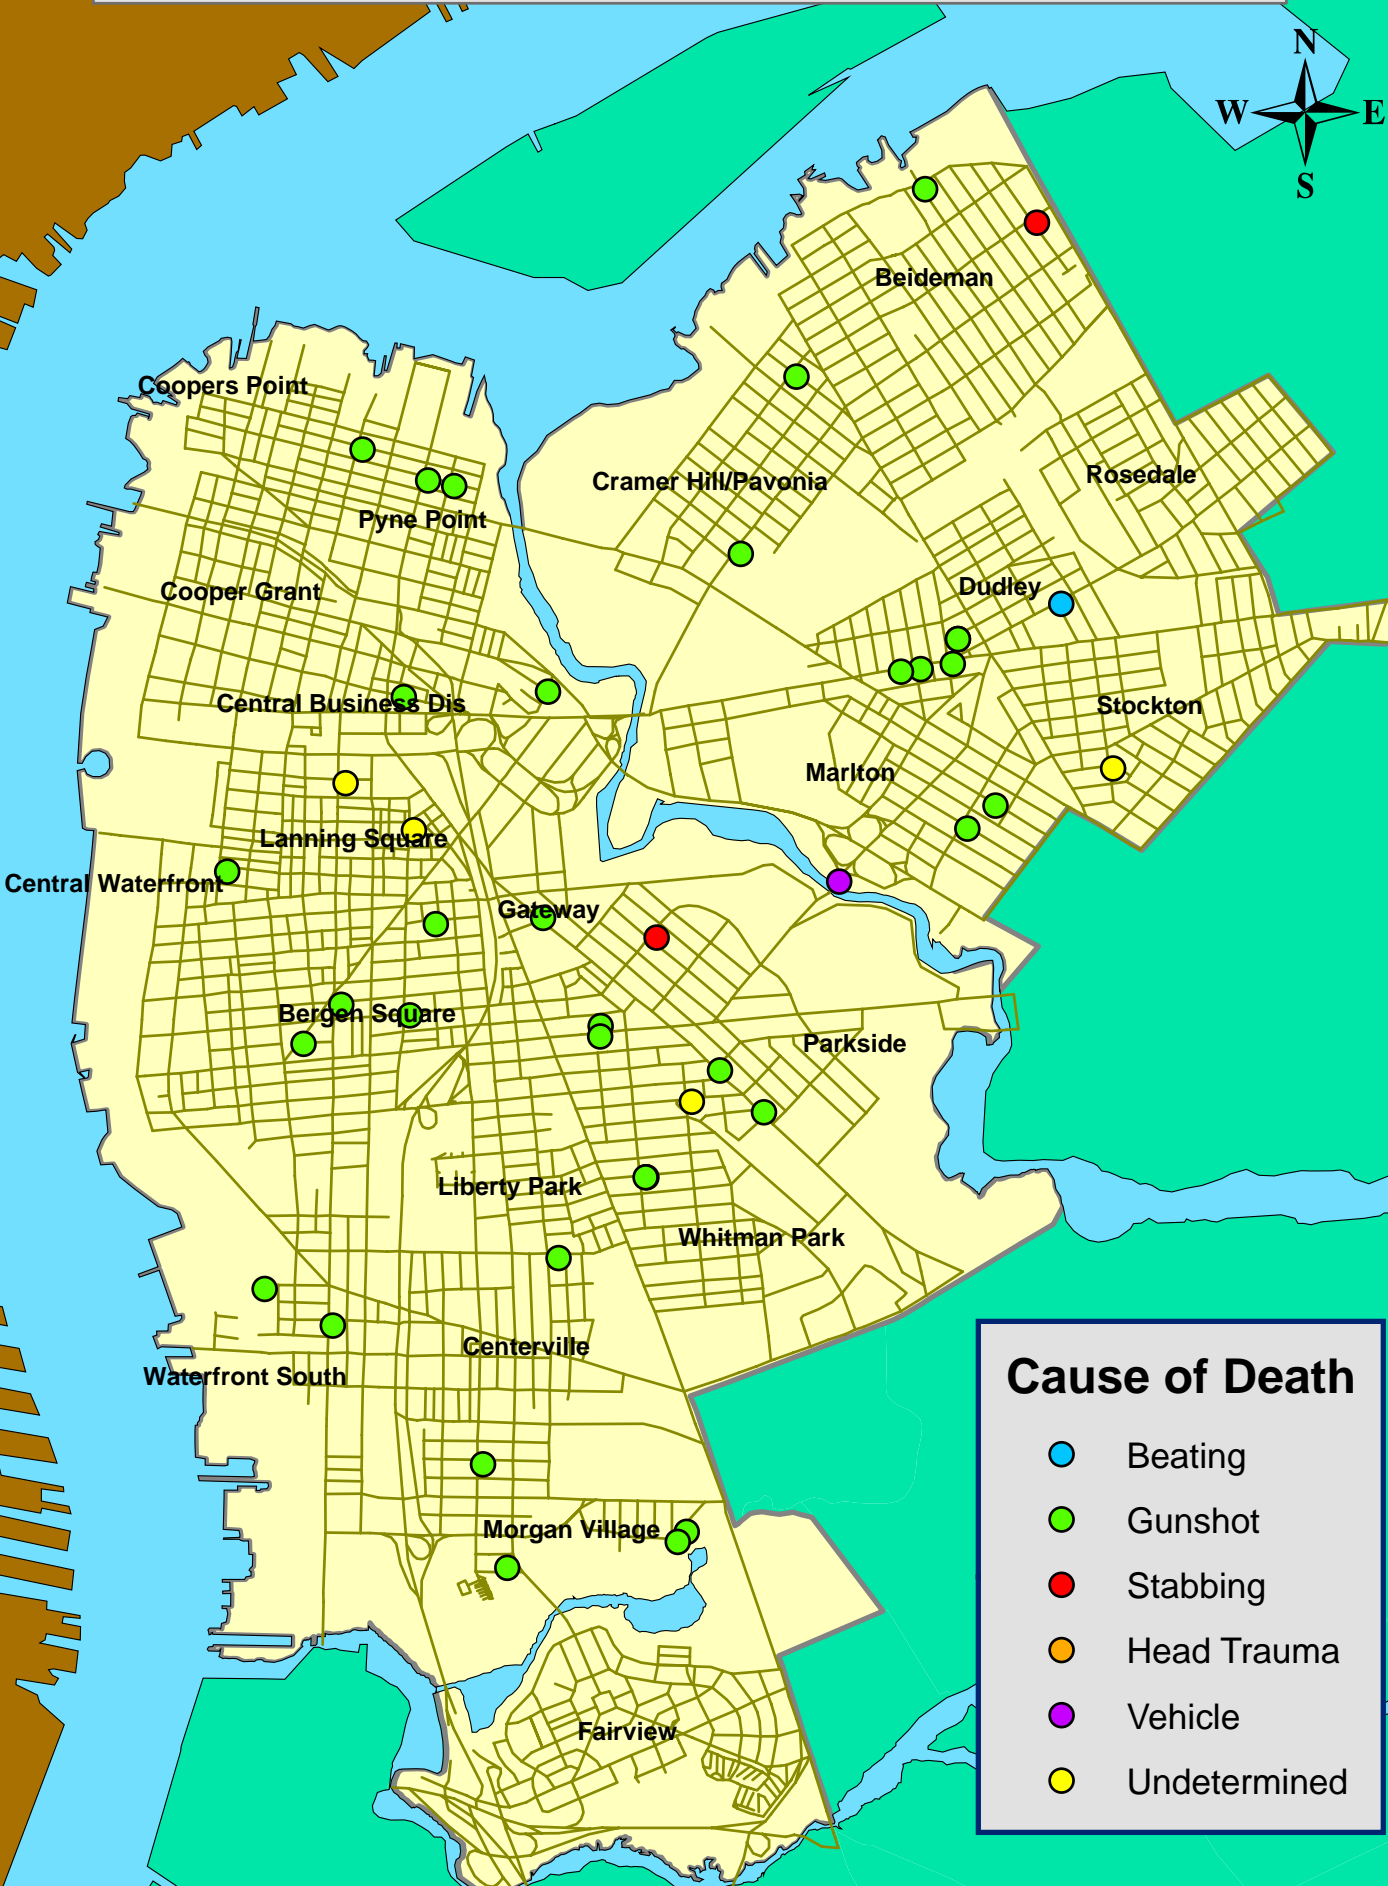 N
W E
S
Beideman
Coopers Point
Rosedale
Cramer Hill/Pavonia
Pyne Point
Dudley
Cooper Grant
Central Business Dis
Stockton
Marlton
Lanning Square
Central Waterfront
Gateway
Bergen Square
Parkside
Liberty Park
Whitman Park
Centerville
Waterfront South
Morgan Village
Fairview
Cause of Death
Beating
Gunshot
Stabbing
Head Trauma
Vehicle
Undetermined